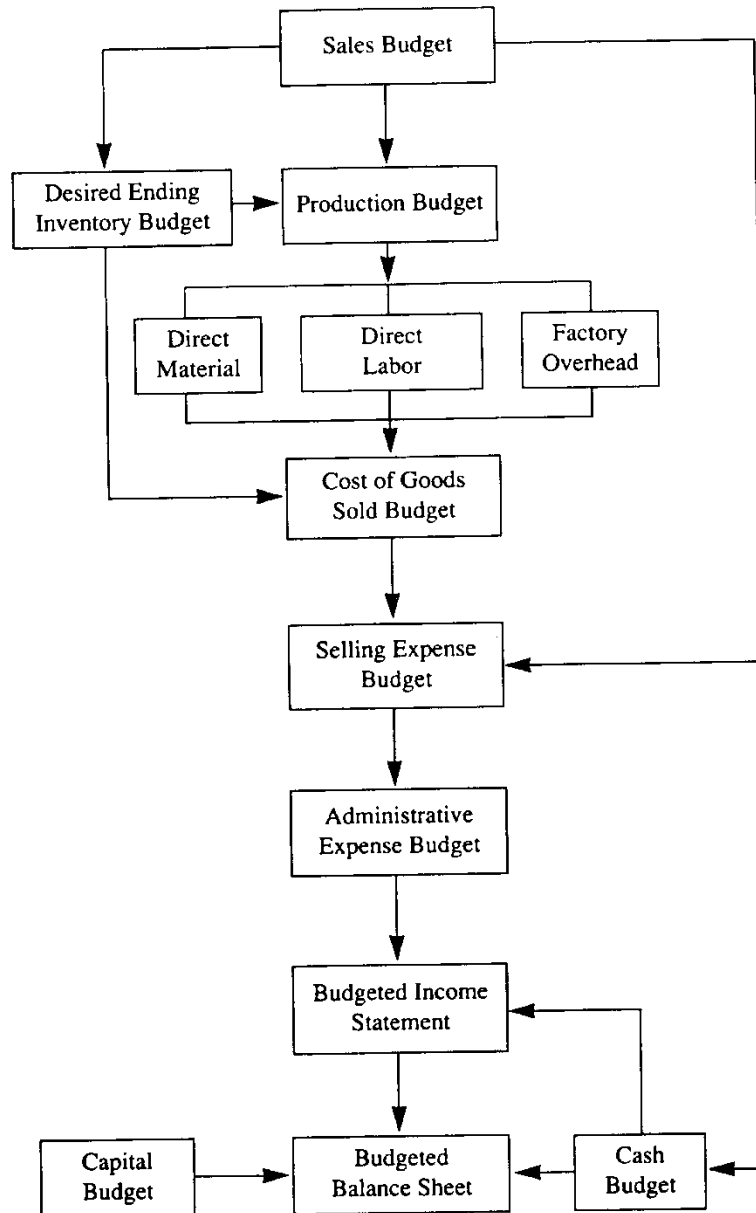 Sales Budget
Desired Ending
Inventory Budget
Production Budget
Direct
Material
Direct
Labor
Factory
Overhead
Cost of Goods
Sold Budget
Selling Expense
Budget
Administrative
Expense Budget
Budgeted Income
Statement
Capital
Budget
Budgeted
Balance Sheet
Cash
Budget